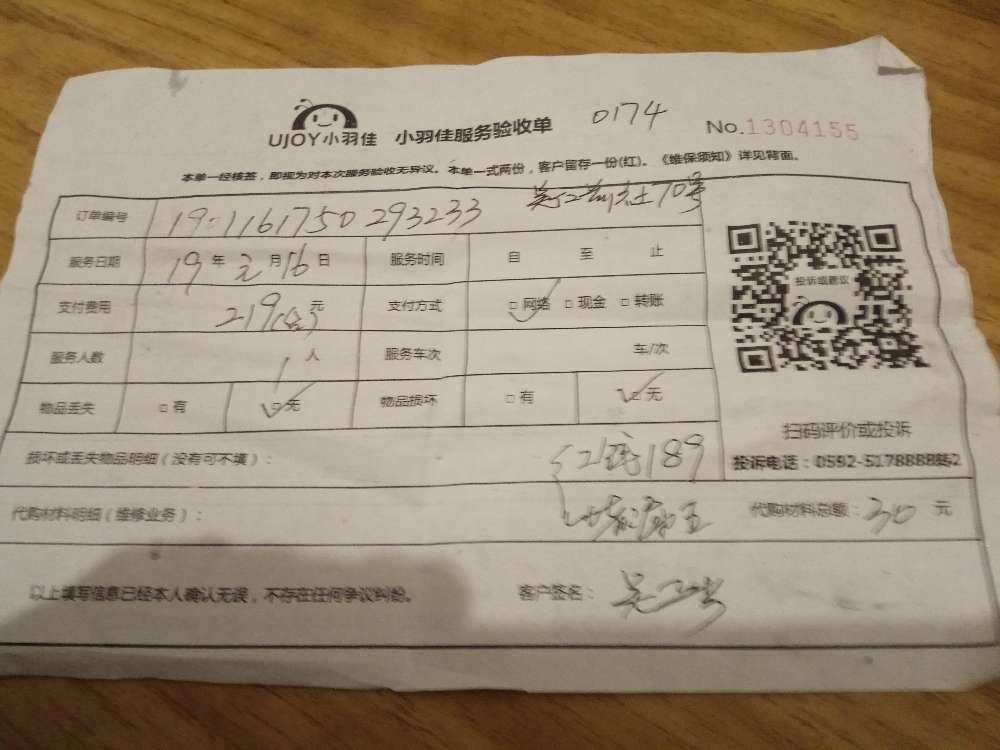 UJOY小羽佳 小羽佳服务验收单 0174 No.1304155
本单一经核签，即视为对本次服务验收无异议。本单一式两份，客户留存一份(红)。《维保须知》详见背面。
70号
订单编号 1901161750293233
服务日期 19年元月16日 服务时间 自 至 止
支付费用 219 元 支付方式 □网络 □现金 □转账
服务人数 1人 服务车次 车/次
物品丢失 □有 □无 物品损坏 □有 □无
投诉或建议
扫码评价或投诉
投诉电话：0592-5178888转2
损坏或丢失物品明细（没有可不填）： 189
代购材料明细（维修业务）： 代购材料总额：30元
以上填写信息已经本人确认无误，不存在任何争议纠纷。 客户签名：